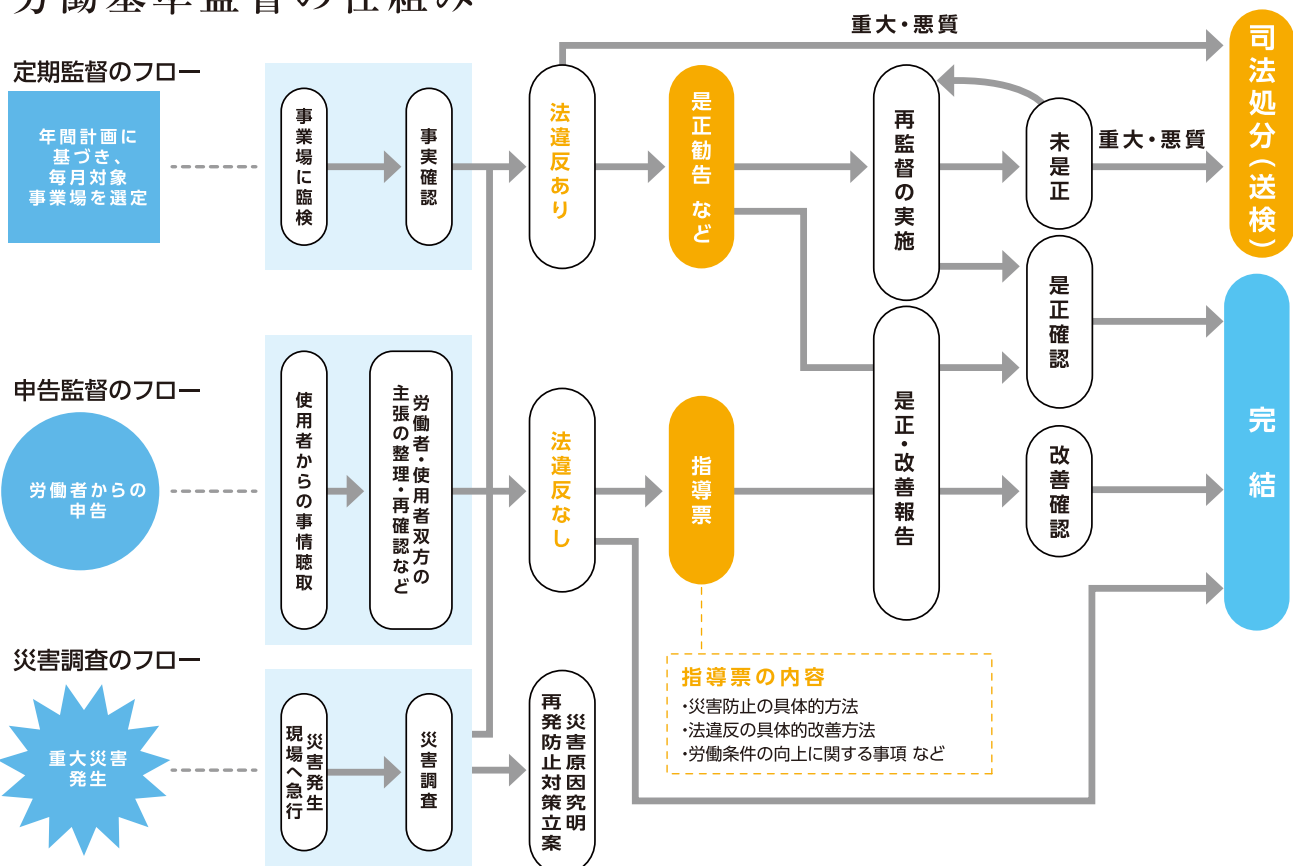 労働基準監督の仕組み
定期監督のフロー
年間計画に
基づき、
毎月対象
事業場を選定
事業場に臨検
事実確認
法違反あり
是正勧告 など
再監督の実施
未是正
重大・悪質
重大・悪質
司法処分（送検）
是正確認
申告監督のフロー
労働者からの
申告
使用者からの事情聴取
労働者・使用者双方の
主張の整理・再確認など
法違反なし
指導票
是正・改善報告
改善確認
完 結
指導票の内容
・災害防止の具体的方法
・法違反の具体的改善方法
・労働条件の向上に関する事項 など
災害調査のフロー
重大災害
発生
災害発生
現場へ急行
災害調査
災害原因究明
再発防止対策立案